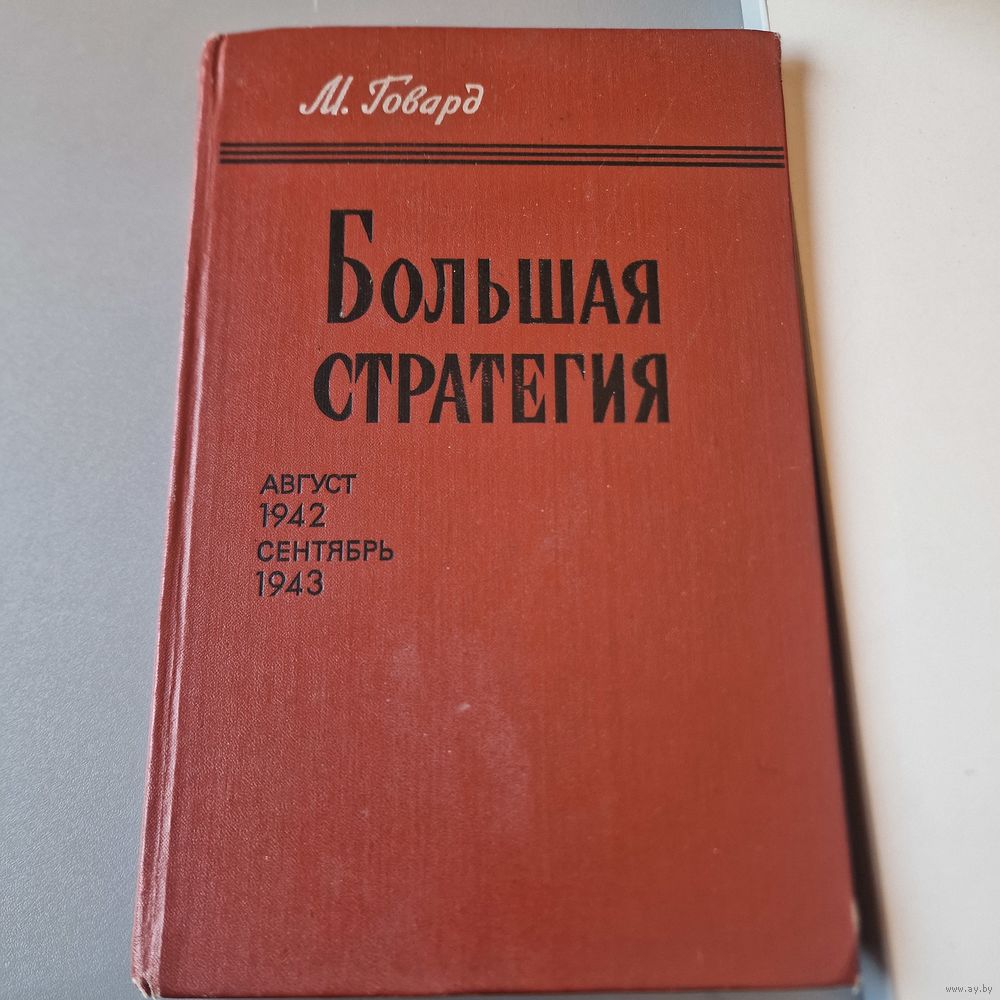 М. Говард
Большая
стратегия
АВГУСТ
1942
СЕНТЯБРЬ
1943
www.ay.by